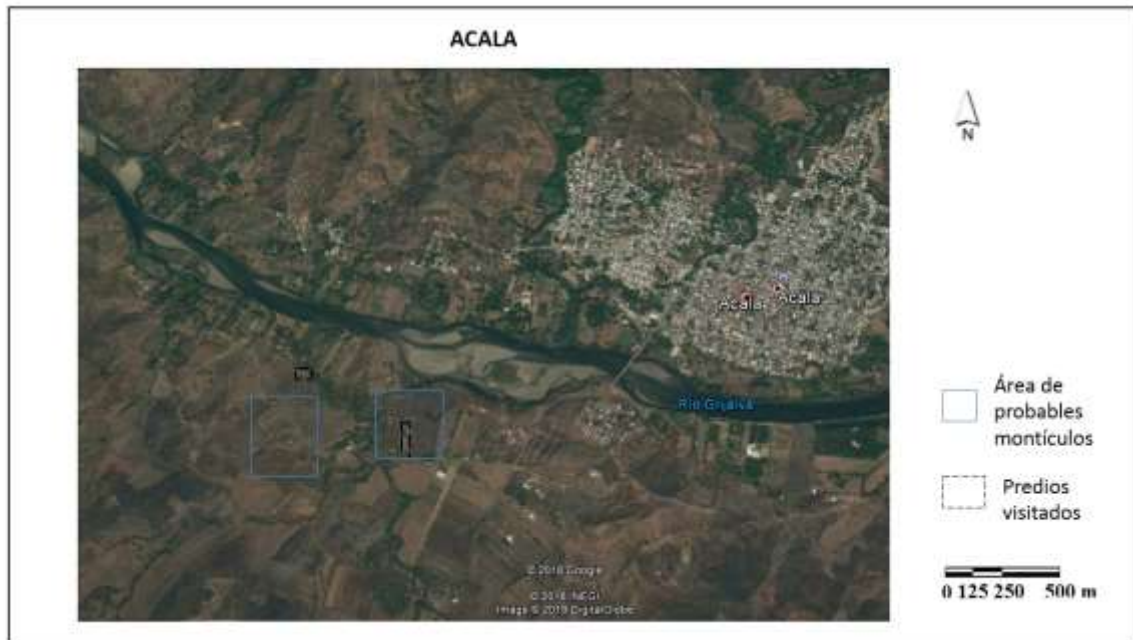 ACALA
N
Acala
Acala
Río Grijalva
Área de
probables
montículos
Predios
visitados
© 2018 Google
© 2018 INEGI
Image © 2018 DigitalGlobe
0 125 250 500 m